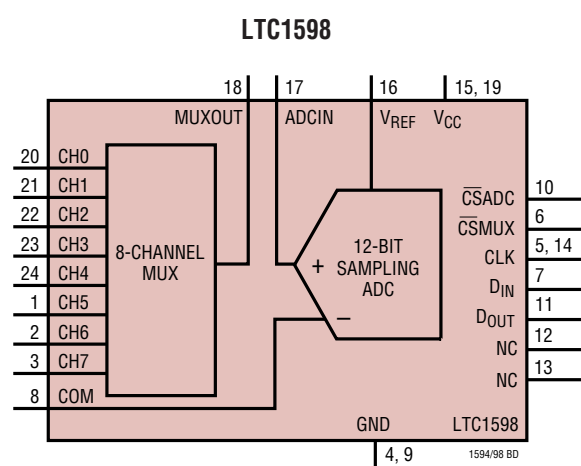 LTC1598
18
17
16
15, 19
MUXOUT
ADCIN
VREF
VCC
20 CH0
21 CH1
22 CH2
23 CH3
24 CH4
1 CH5
2 CH6
3 CH7
8 COM
8-CHANNEL
MUX
+
–
12-BIT
SAMPLING
ADC
CSADC 10
CSMUX 6
CLK 5, 14
DIN 7
DOUT 11
NC 12
NC 13
GND
LTC1598
4, 9
1594/98 BD